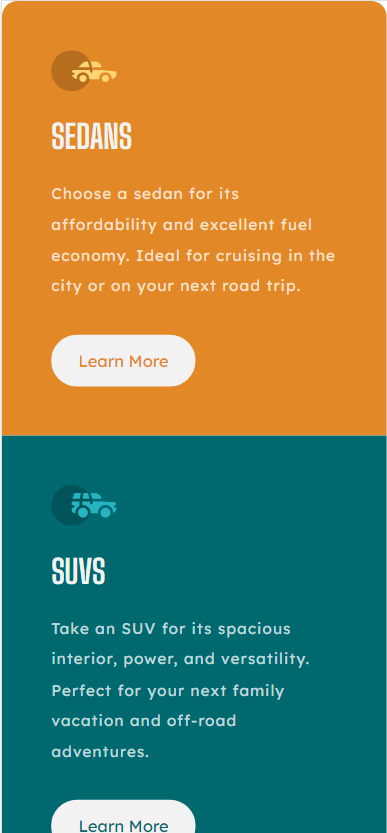 SEDANS
Choose a sedan for its
affordability and excellent fuel
economy. Ideal for cruising in the
city or on your next road trip.
Learn More
SUVS
Take an SUV for its spacious
interior, power, and versatility.
Perfect for your next family
vacation and off-road
adventures.
Learn More